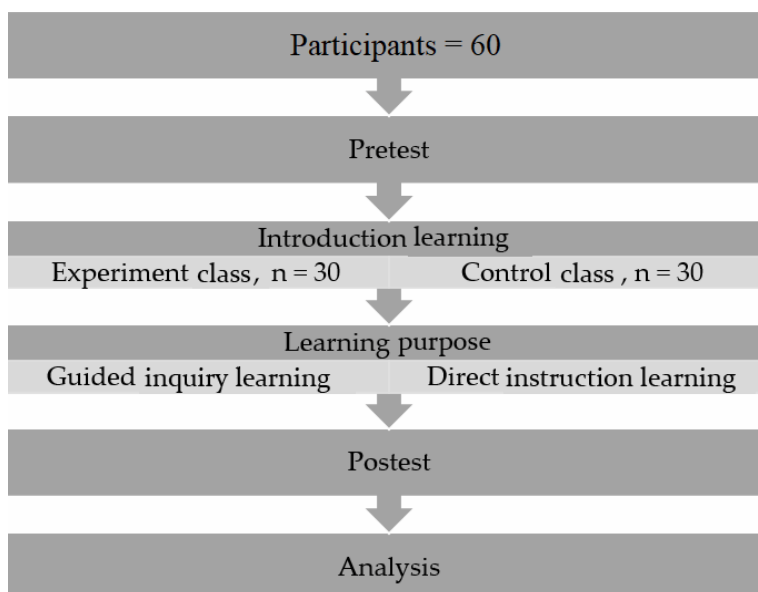 Participants = 60
Pretest
Introduction learning
Experiment class, n = 30
Control class , n = 30
Learning purpose
Guided inquiry learning
Direct instruction learning
Postest
Analysis